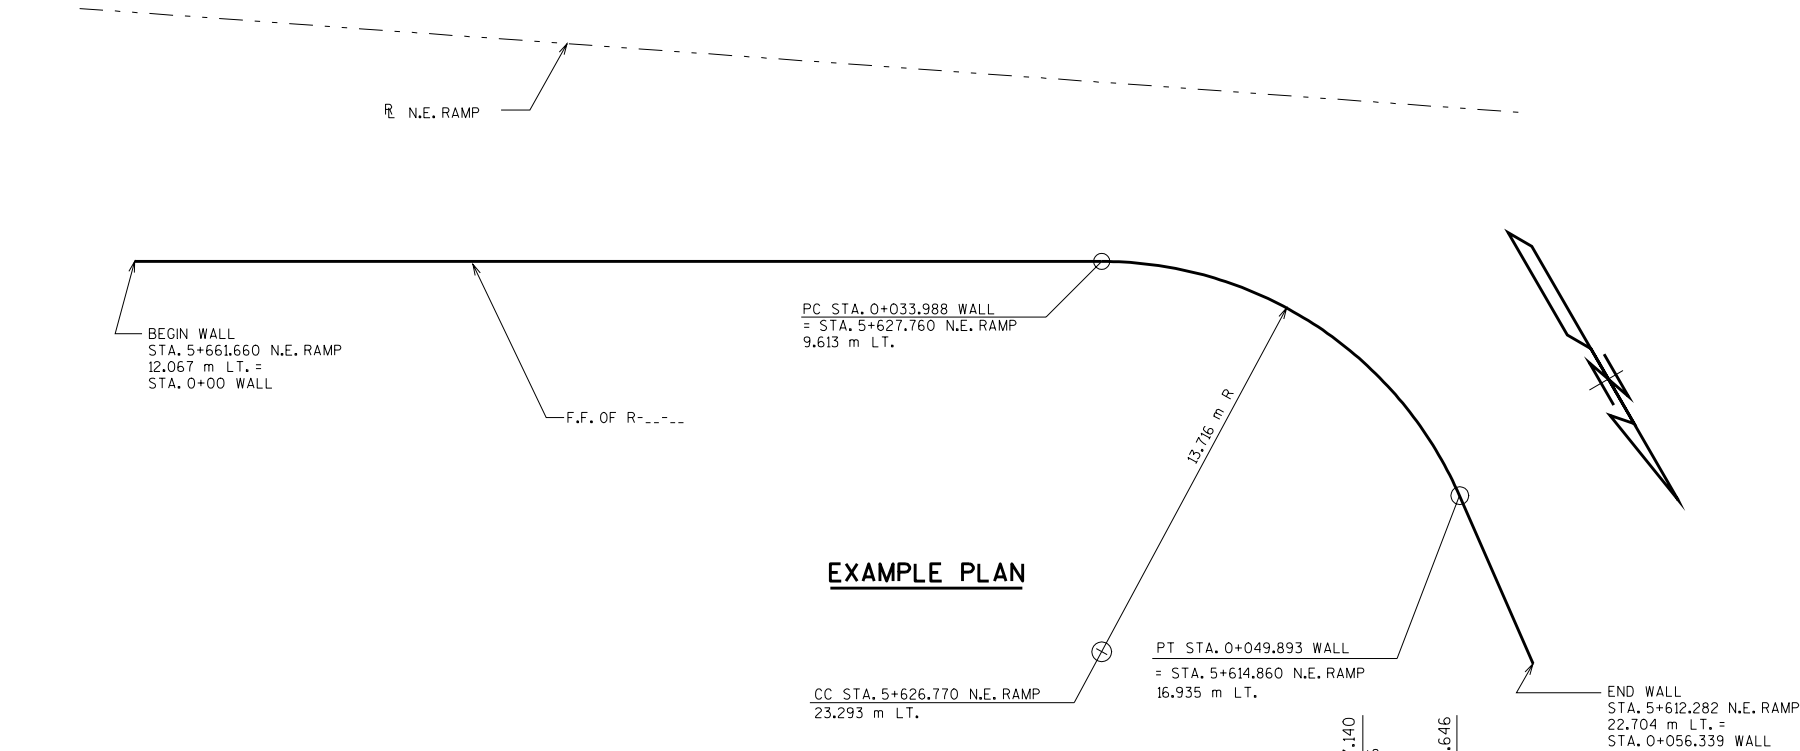 ℞ N.E. RAMP
BEGIN WALL
STA. 5+661.660 N.E. RAMP
12.067 m LT. =
STA. 0+00 WALL
F.F. OF R-__-__
PC STA. 0+033.988 WALL
= STA. 5+627.760 N.E. RAMP
9.613 m LT.
13.716 m R
EXAMPLE PLAN
CC STA. 5+626.770 N.E. RAMP
23.293 m LT.
PT STA. 0+049.893 WALL
= STA. 5+614.860 N.E. RAMP
16.935 m LT.
END WALL
STA. 5+612.282 N.E. RAMP
22.704 m LT. =
STA. 0+056.339 WALL
.140
.646